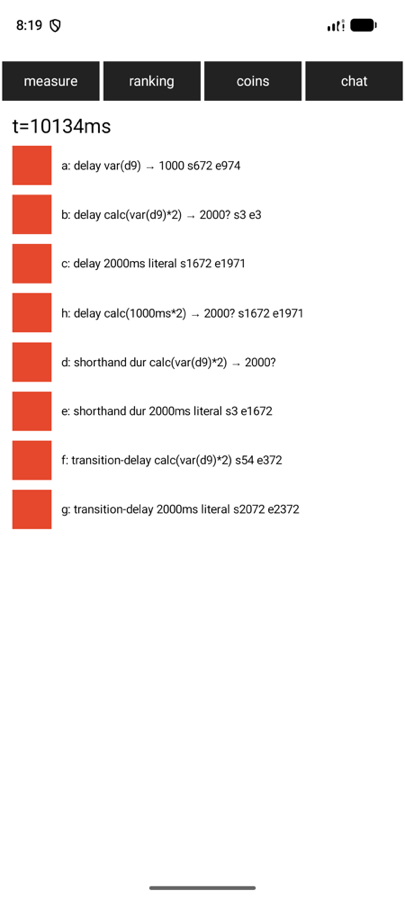 8:19
measure ranking coins chat
t=10134ms
a: delay var(d9) → 1000 s672 e974
b: delay calc(var(d9)*2) → 2000? s3 e3
c: delay 2000ms literal s1672 e1971
h: delay calc(1000ms*2) → 2000? s1672 e1971
d: shorthand dur calc(var(d9)*2) → 2000?
e: shorthand dur 2000ms literal s3 e1672
f: transition-delay calc(var(d9)*2) s54 e372
g: transition-delay 2000ms literal s2072 e2372